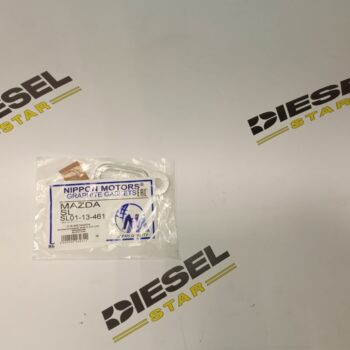 DIESEL
STAR
DIESEL
STAR
NIPPON MOTORS®
GRAPHITE GASKETS
MAZDA
SL
SL01-13-461
DIESEL
STAR